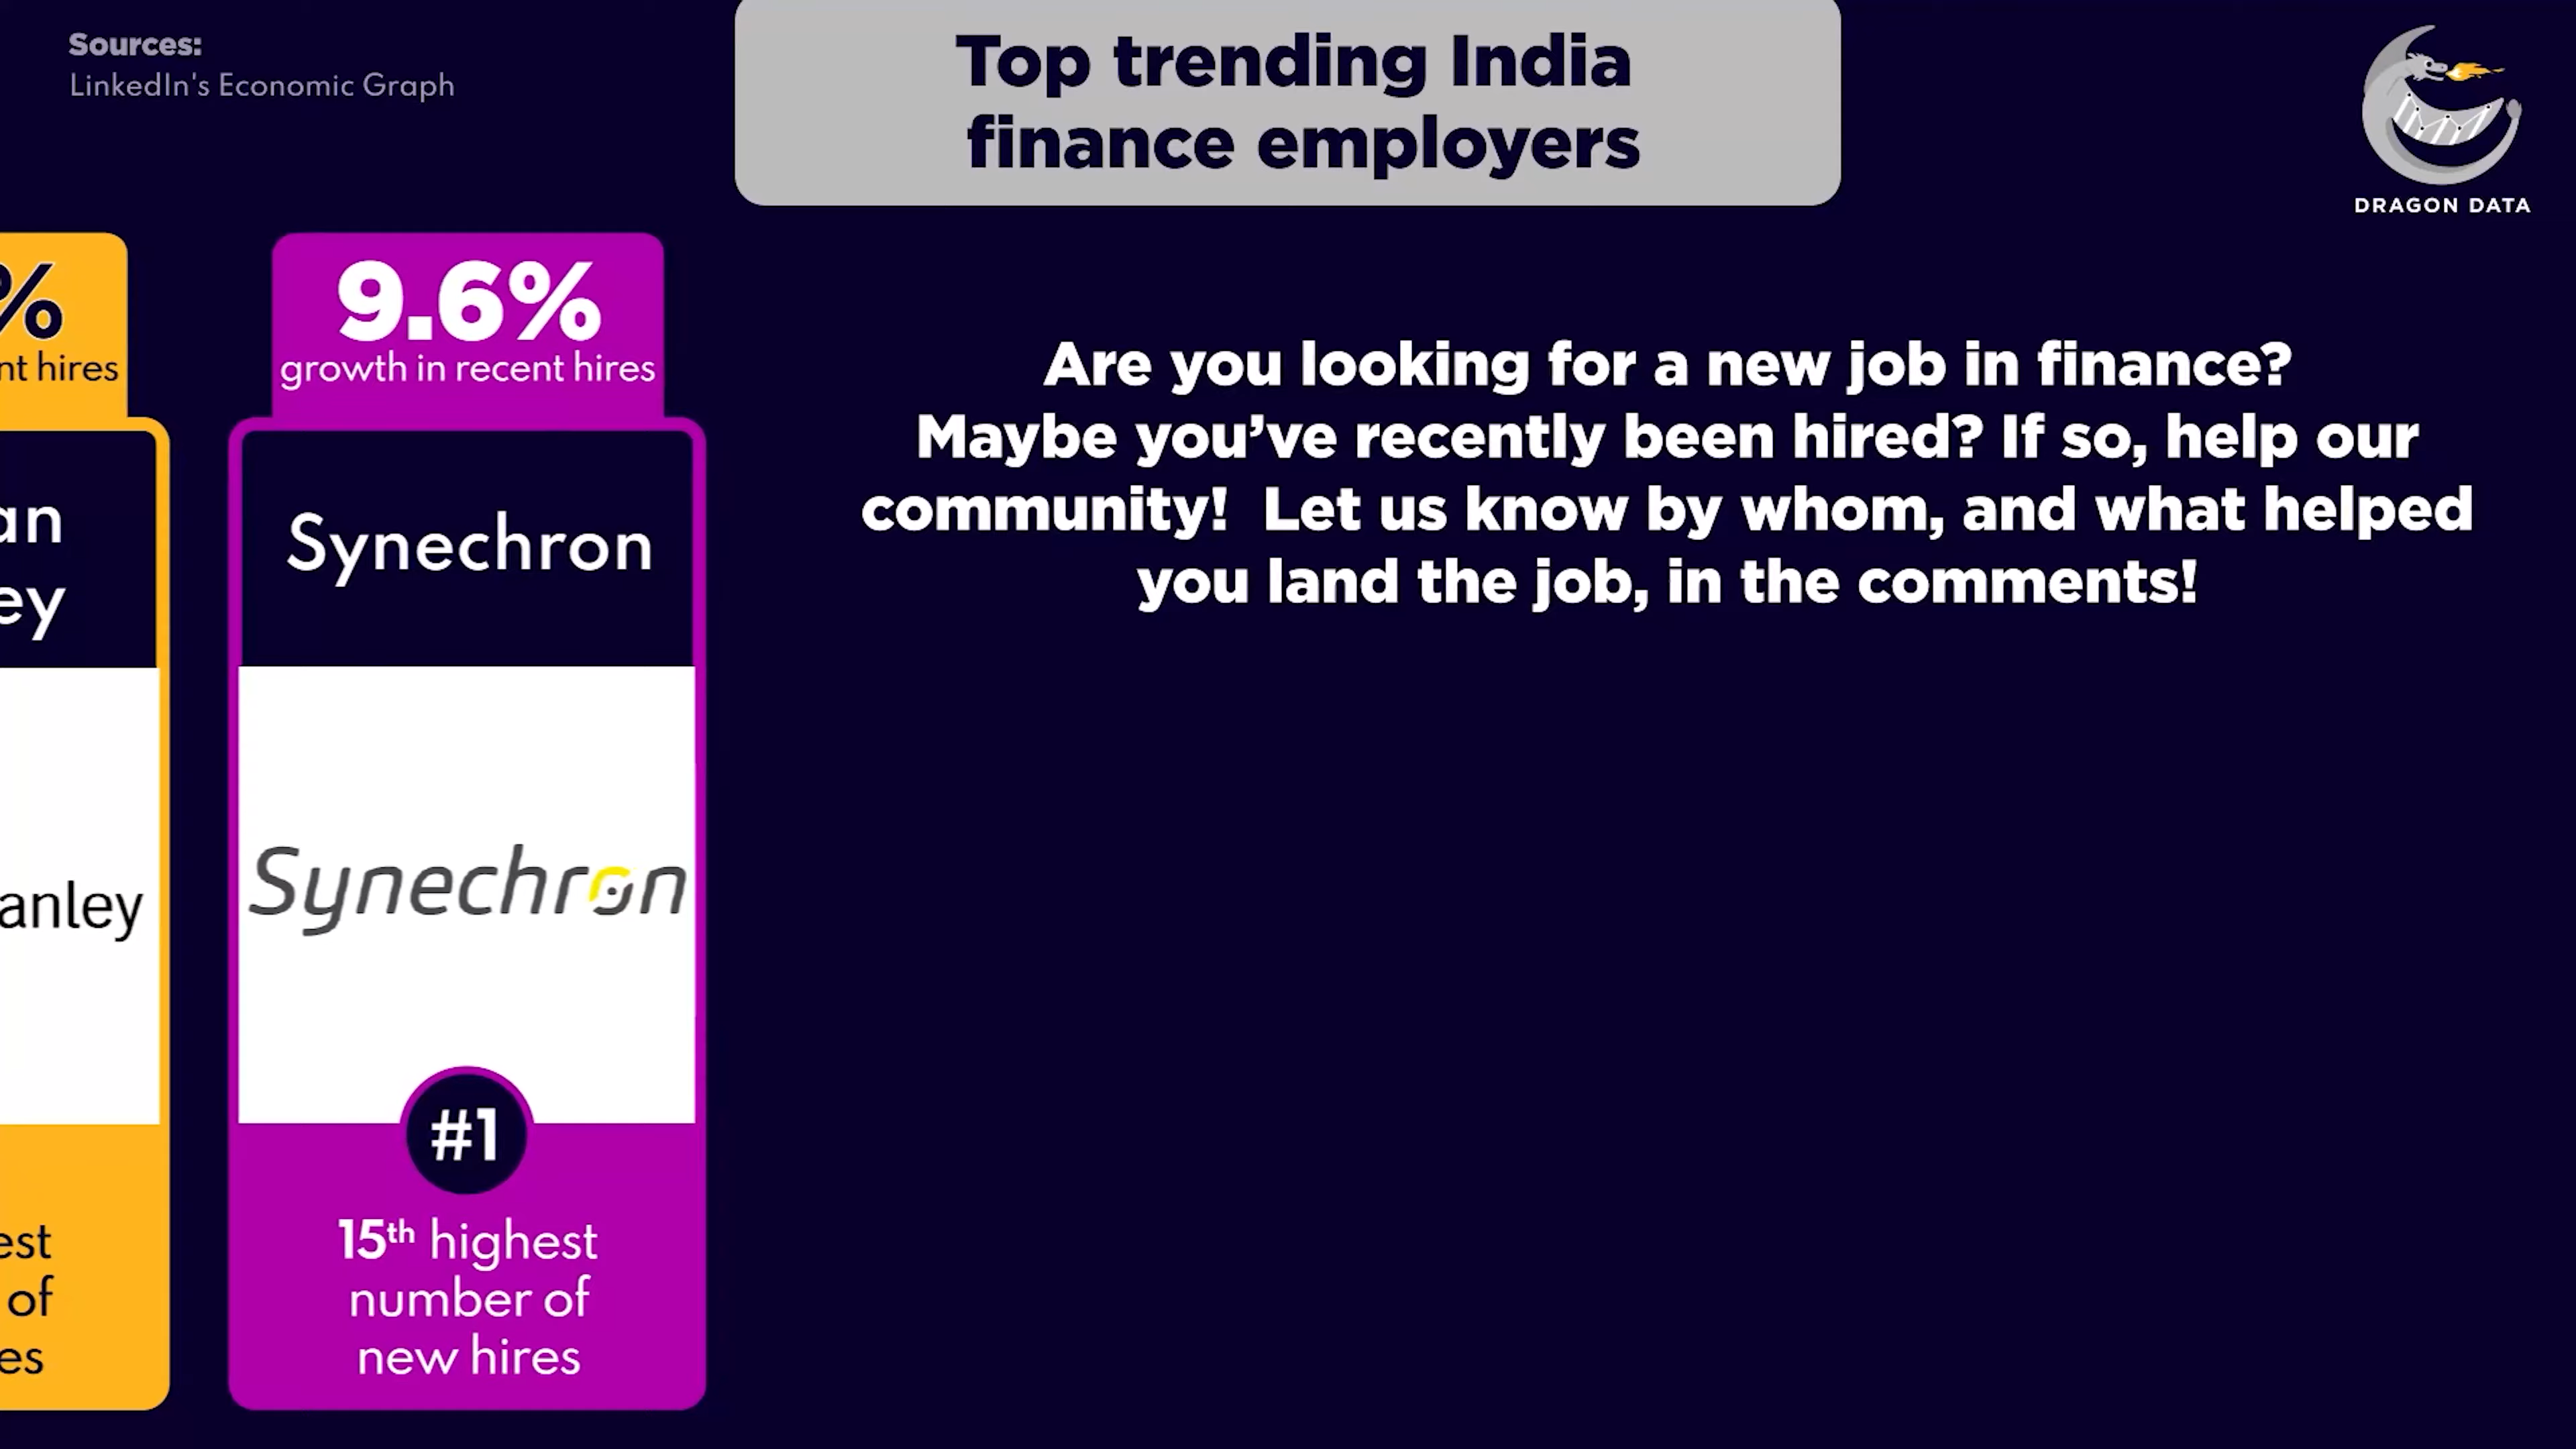 Sources:
LinkedIn's Economic Graph
Top trending India
finance employers
DRAGON DATA
%
nt hires
an
ey
anley
est
of
es
9.6%
growth in recent hires
Synechron
Synechron
#1
15th highest
number of
new hires
Are you looking for a new job in finance?
Maybe you’ve recently been hired? If so, help our
community!  Let us know by whom, and what helped
you land the job, in the comments!